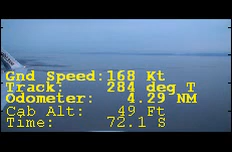 Gnd Speed:168 Kt
Track: 284 deg T
Odometer: 4.29 NM
Cab Alt: 49 Ft
Time: 72.1 S